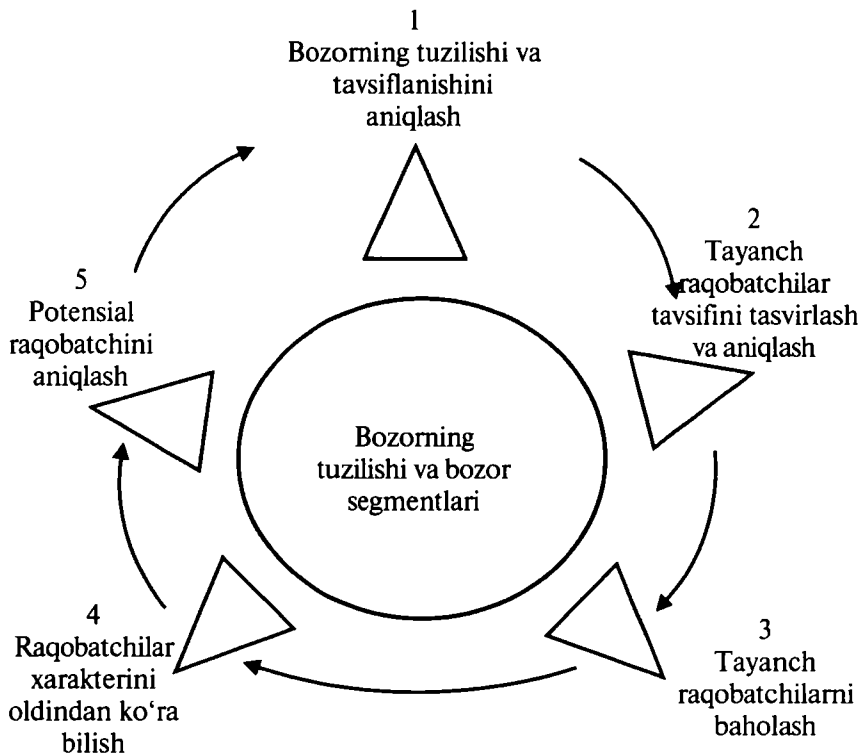 1
Bozorning tuzilishi va
tavsiflanishini
aniqlash
2
Tayanch
raqobatchilar
tavsifini tasvirlash
va aniqlash
3
Tayanch
raqobatchilarni
baholash
4
Raqobatchilar
xarakterini
oldindan ko‘ra
bilish
5
Potensial
raqobatchini
aniqlash
Bozorning
tuzilishi va bozor
segmentlari